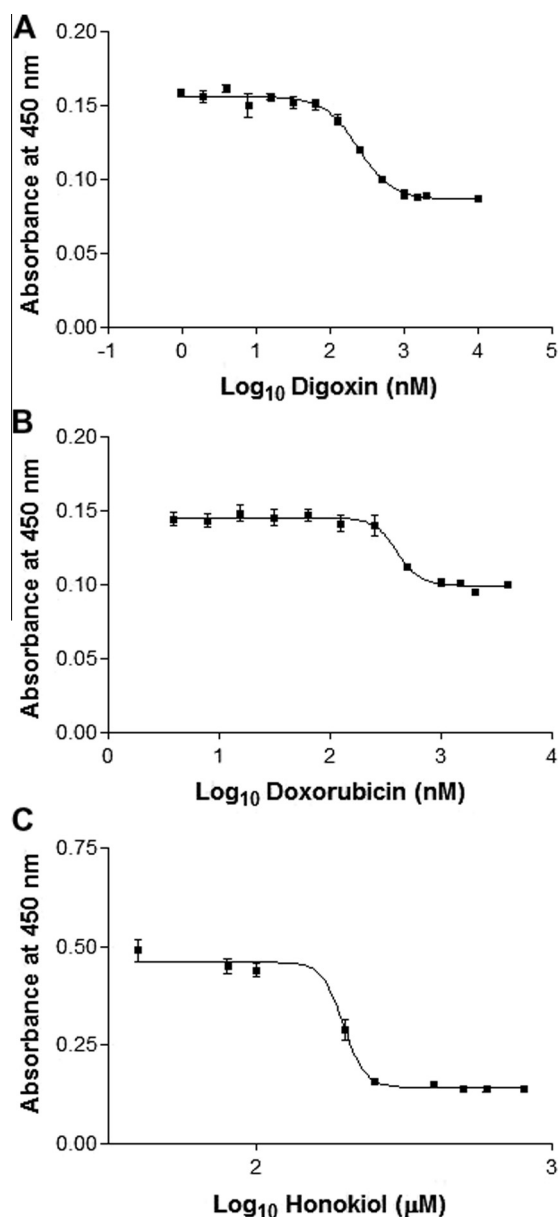 A
Absorbance at 450 nm
0.20
0.15
0.10
0.05
0.00
-1 0 1 2 3 4 5
Log10 Digoxin (nM)
B
Absorbance at 450 nm
0.20
0.15
0.10
0.05
0.00
0 1 2 3 4
Log10 Doxorubicin (nM)
C
Absorbance at 450 nm
0.75
0.50
0.25
0.00
2 3
Log10 Honokiol (μM)